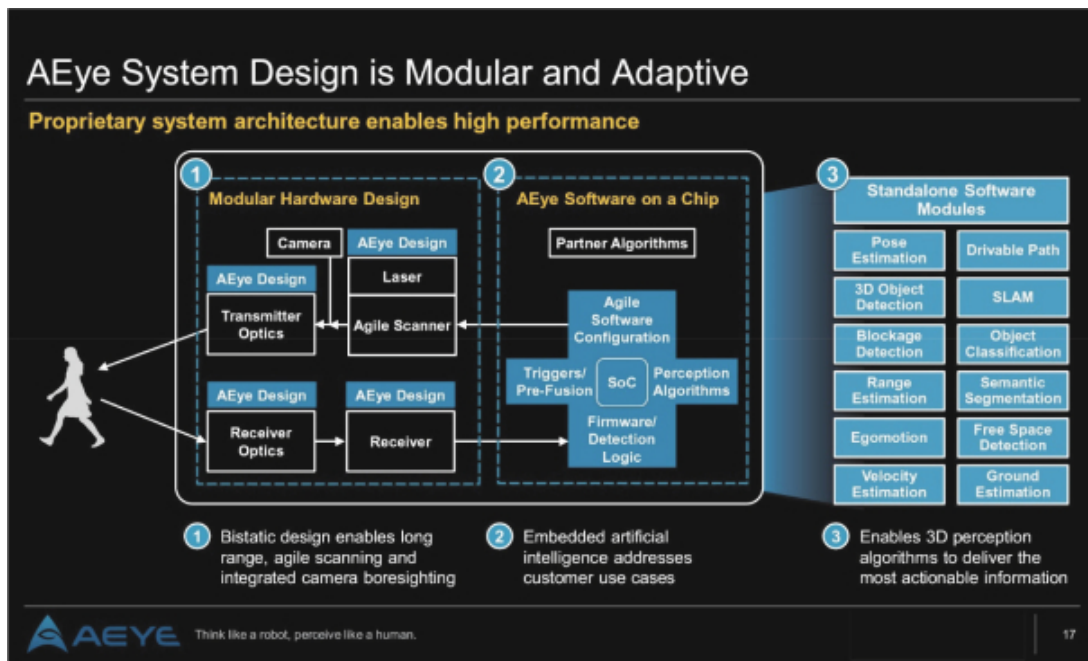 AEye System Design is Modular and Adaptive
Proprietary system architecture enables high performance
1
Modular Hardware Design
Camera
AEye Design
Laser
Agile Scanner
AEye Design
Transmitter
Optics
AEye Design
Receiver
Optics
AEye Design
Receiver
2
AEye Software on a Chip
Partner Algorithms
Agile
Software
Configuration
Triggers/
Pre-Fusion
SoC
Perception
Algorithms
Firmware/
Detection
Logic
3
Standalone Software
Modules
Pose
Estimation
Drivable Path
3D Object
Detection
SLAM
Blockage
Detection
Object
Classification
Range
Estimation
Semantic
Segmentation
Egomotion
Free Space
Detection
Velocity
Estimation
Ground
Estimation
1
Bistatic design enables long
range, agile scanning and
integrated camera boresighting
2
Embedded artificial
intelligence addresses
customer use cases
3
Enables 3D perception
algorithms to deliver the
most actionable information
AEYE
Think like a robot, perceive like a human.
17